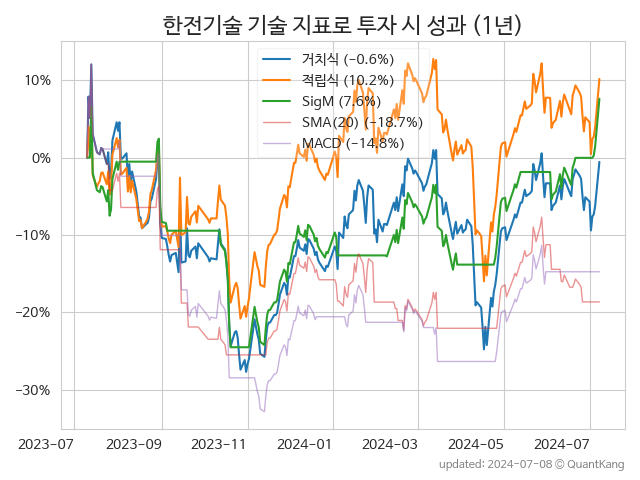 한전기술 기술 지표로 투자 시 성과 (1년)
거치식 (−0.6%)
적립식 (10.2%)
SigM (7.6%)
SMA(20) (−18.7%)
MACD (−14.8%)
10%
0%
−10%
−20%
−30%
2023-07
2023-09
2023-11
2024-01
2024-03
2024-05
2024-07
updated: 2024-07-08 ⓒ QuantKang